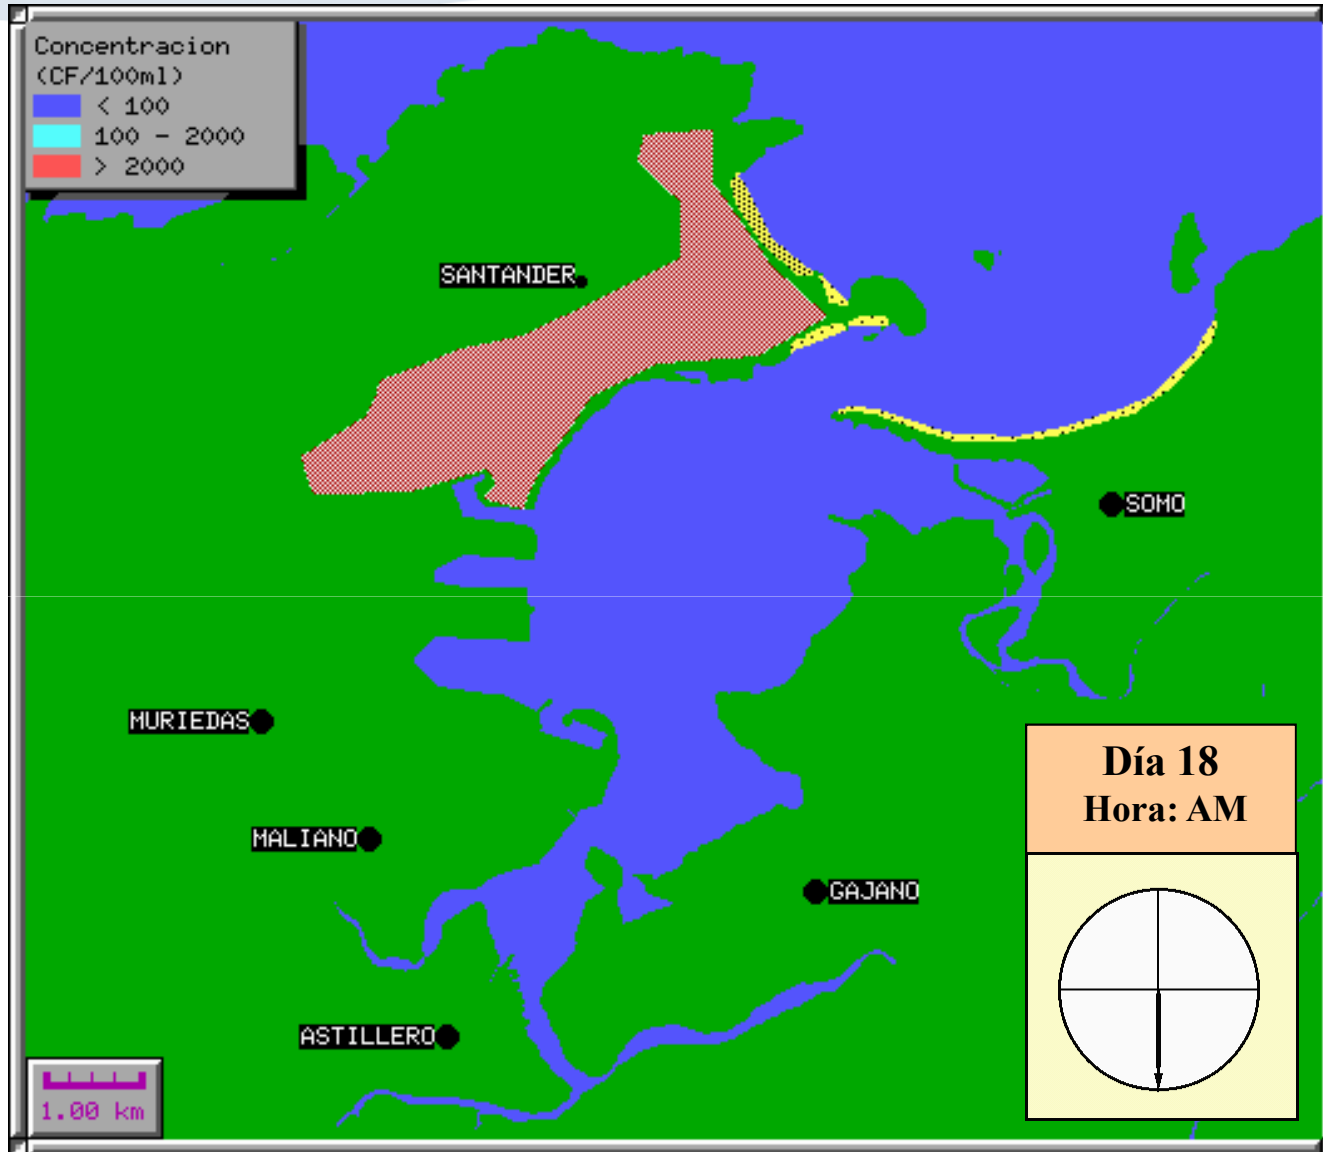 Concentracion
(CF/100ml)
< 100
100 - 2000
> 2000
SANTANDER
SOMO
MURIEDAS
Día 18
Hora: AM
MALIANO
GAJANO
ASTILLERO
1.00 km